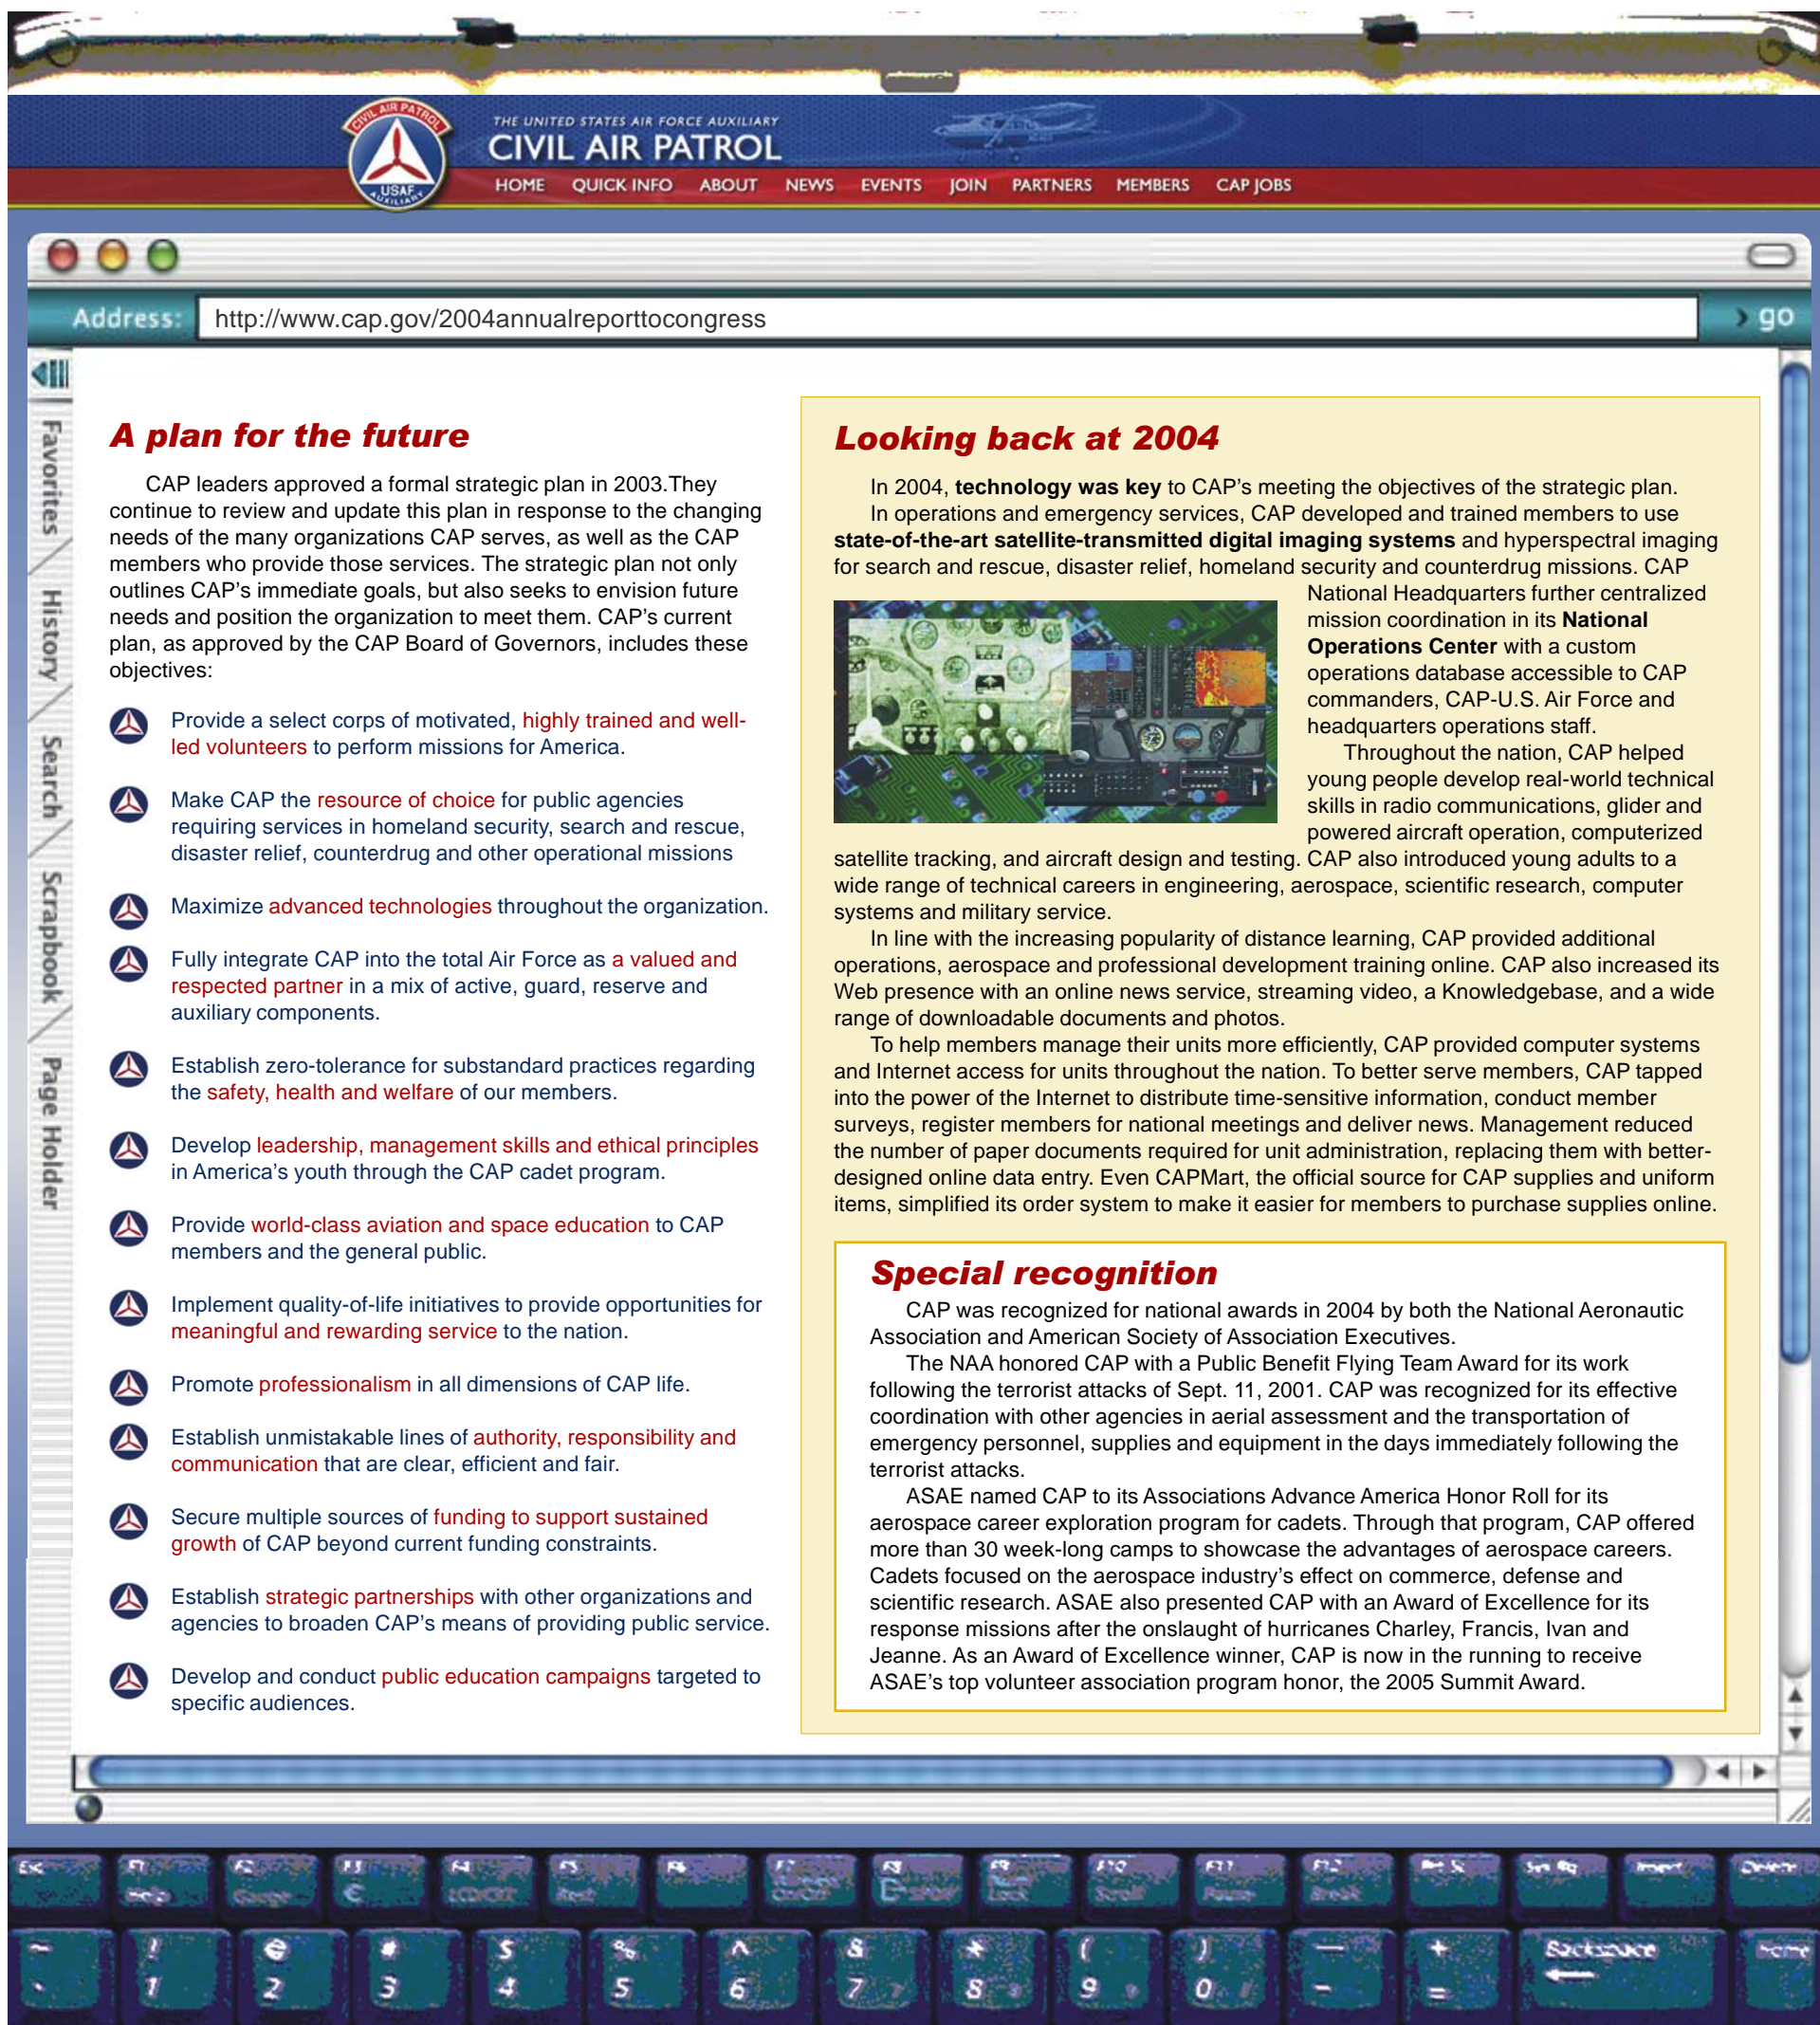 CIVIL AIR PATROL
USAF
AUXILIARY
THE UNITED STATES AIR FORCE AUXILIARY
CIVIL AIR PATROL
HOME QUICK INFO ABOUT NEWS EVENTS JOIN PARTNERS MEMBERS CAP JOBS
Address: http://www.cap.gov/2004annualreporttocongress › go
Favorites
History
Search
Scrapbook
Page Holder
A plan for the future
CAP leaders approved a formal strategic plan in 2003.They
continue to review and update this plan in response to the changing
needs of the many organizations CAP serves, as well as the CAP
members who provide those services. The strategic plan not only
outlines CAP's immediate goals, but also seeks to envision future
needs and position the organization to meet them. CAP's current
plan, as approved by the CAP Board of Governors, includes these
objectives:
Provide a select corps of motivated, highly trained and well-
led volunteers to perform missions for America.
Make CAP the resource of choice for public agencies
requiring services in homeland security, search and rescue,
disaster relief, counterdrug and other operational missions
Maximize advanced technologies throughout the organization.
Fully integrate CAP into the total Air Force as a valued and
respected partner in a mix of active, guard, reserve and
auxiliary components.
Establish zero-tolerance for substandard practices regarding
the safety, health and welfare of our members.
Develop leadership, management skills and ethical principles
in America's youth through the CAP cadet program.
Provide world-class aviation and space education to CAP
members and the general public.
Implement quality-of-life initiatives to provide opportunities for
meaningful and rewarding service to the nation.
Promote professionalism in all dimensions of CAP life.
Establish unmistakable lines of authority, responsibility and
communication that are clear, efficient and fair.
Secure multiple sources of funding to support sustained
growth of CAP beyond current funding constraints.
Establish strategic partnerships with other organizations and
agencies to broaden CAP's means of providing public service.
Develop and conduct public education campaigns targeted to
specific audiences.
Looking back at 2004
In 2004, technology was key to CAP's meeting the objectives of the strategic plan.
In operations and emergency services, CAP developed and trained members to use
state-of-the-art satellite-transmitted digital imaging systems and hyperspectral imaging
for search and rescue, disaster relief, homeland security and counterdrug missions. CAP
National Headquarters further centralized
mission coordination in its National
Operations Center with a custom
operations database accessible to CAP
commanders, CAP-U.S. Air Force and
headquarters operations staff.
Throughout the nation, CAP helped
young people develop real-world technical
skills in radio communications, glider and
powered aircraft operation, computerized
satellite tracking, and aircraft design and testing. CAP also introduced young adults to a
wide range of technical careers in engineering, aerospace, scientific research, computer
systems and military service.
In line with the increasing popularity of distance learning, CAP provided additional
operations, aerospace and professional development training online. CAP also increased its
Web presence with an online news service, streaming video, a Knowledgebase, and a wide
range of downloadable documents and photos.
To help members manage their units more efficiently, CAP provided computer systems
and Internet access for units throughout the nation. To better serve members, CAP tapped
into the power of the Internet to distribute time-sensitive information, conduct member
surveys, register members for national meetings and deliver news. Management reduced
the number of paper documents required for unit administration, replacing them with better-
designed online data entry. Even CAPMart, the official source for CAP supplies and uniform
items, simplified its order system to make it easier for members to purchase supplies online.
Special recognition
CAP was recognized for national awards in 2004 by both the National Aeronautic
Association and American Society of Association Executives.
The NAA honored CAP with a Public Benefit Flying Team Award for its work
following the terrorist attacks of Sept. 11, 2001. CAP was recognized for its effective
coordination with other agencies in aerial assessment and the transportation of
emergency personnel, supplies and equipment in the days immediately following the
terrorist attacks.
ASAE named CAP to its Associations Advance America Honor Roll for its
aerospace career exploration program for cadets. Through that program, CAP offered
more than 30 week-long camps to showcase the advantages of aerospace careers.
Cadets focused on the aerospace industry's effect on commerce, defense and
scientific research. ASAE also presented CAP with an Award of Excellence for its
response missions after the onslaught of hurricanes Charley, Francis, Ivan and
Jeanne. As an Award of Excellence winner, CAP is now in the running to receive
ASAE's top volunteer association program honor, the 2005 Summit Award.
Esc F1 F2 F3 F4 F5 F6 F7 F8 F9 F10 F11 F12 Delete
Help Scroll Pause Break
~ ! @ # $ % ^ & * ( ) — + Backspace Home
1 2 3 4 5 6 7 8 9 0 - =